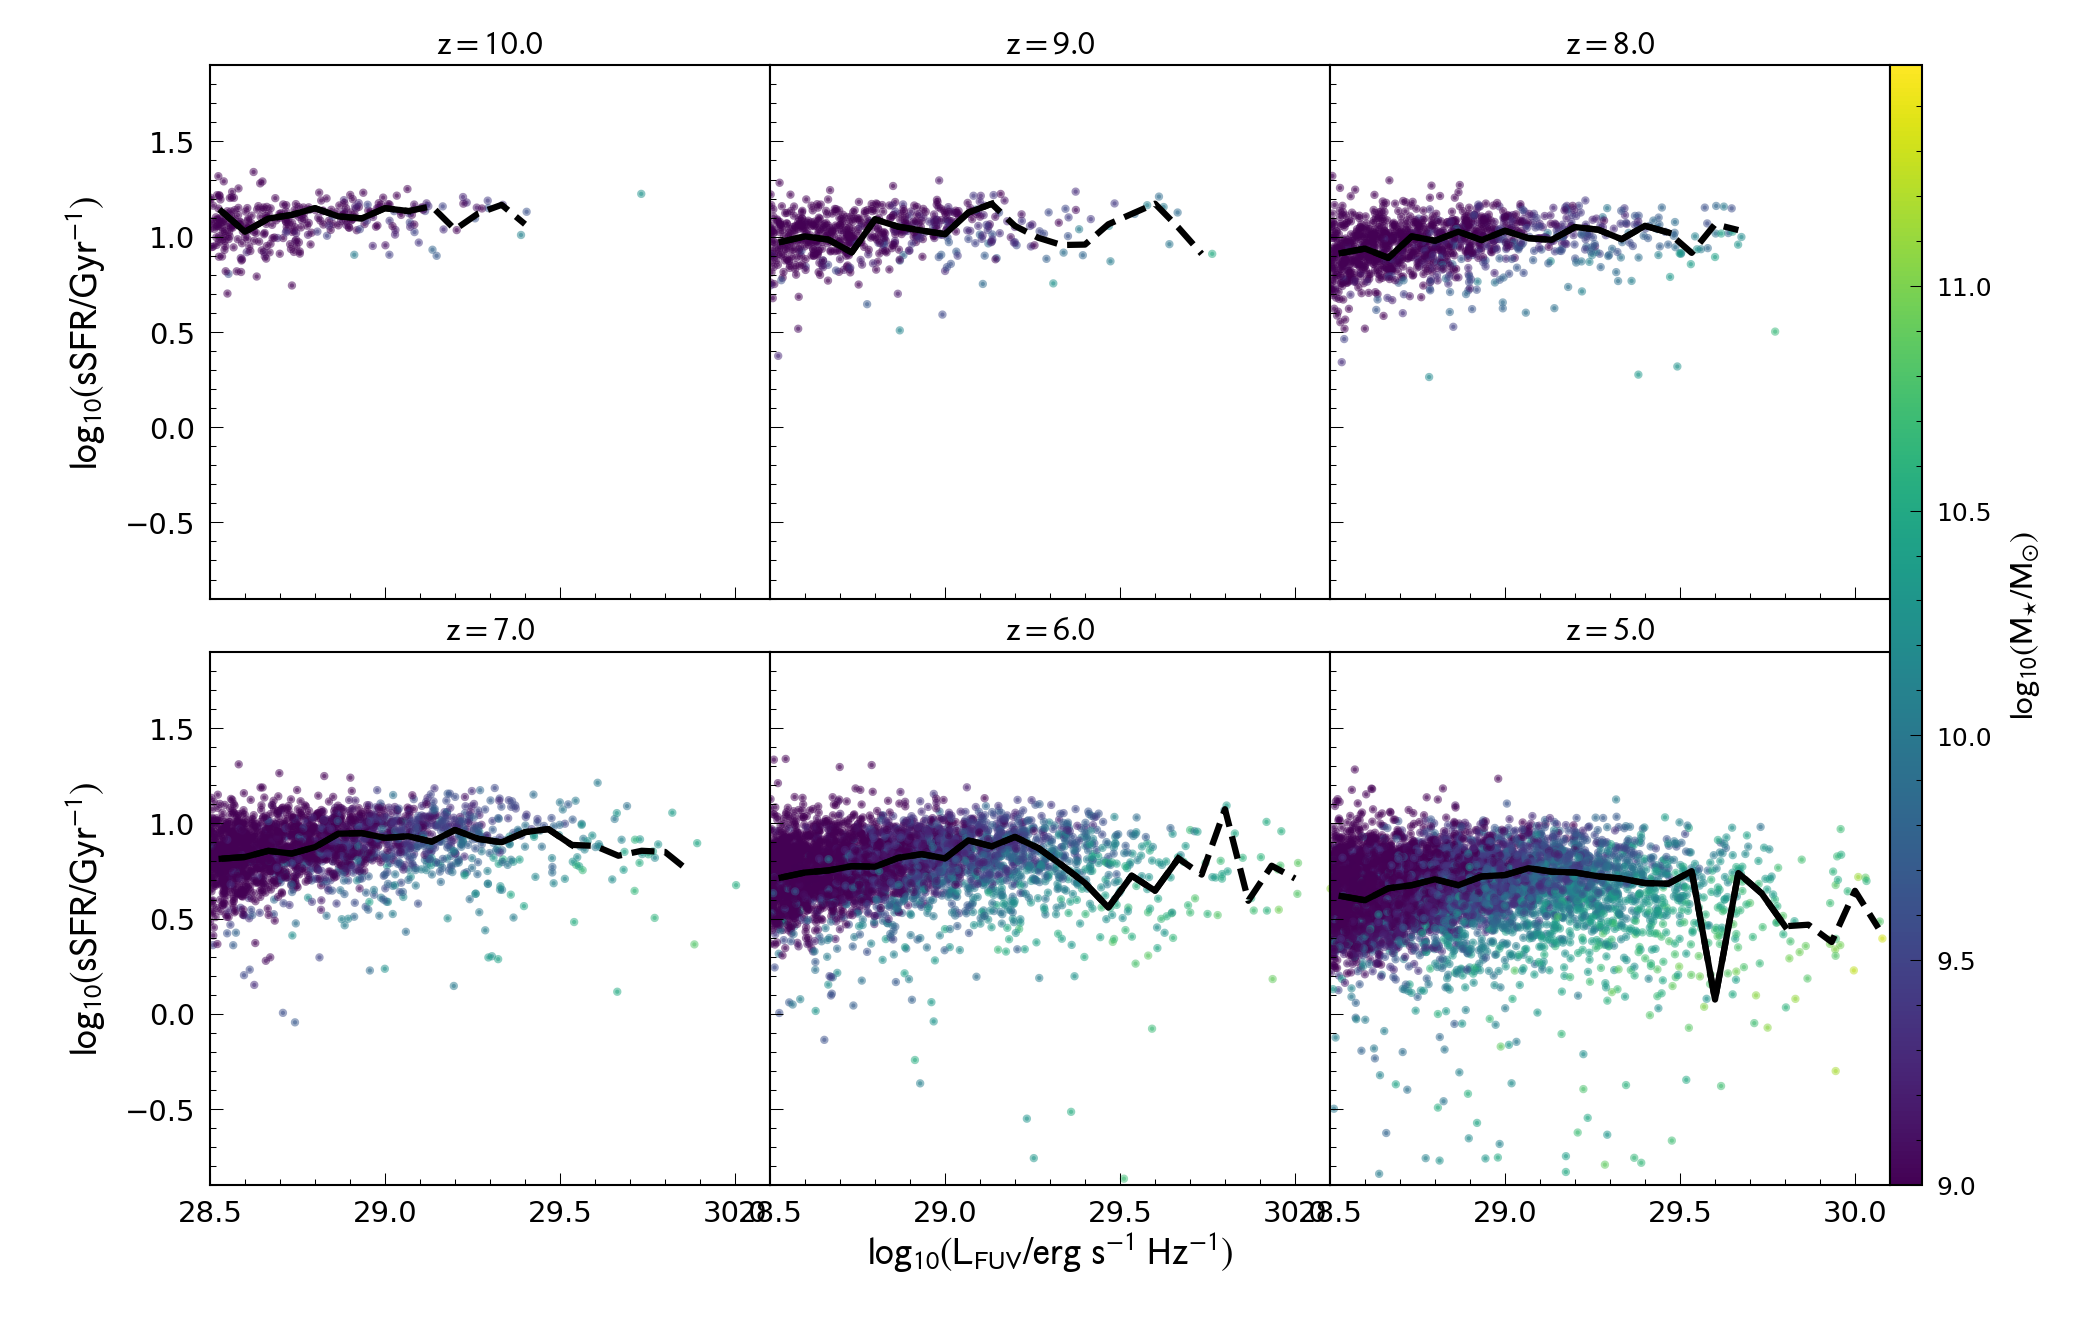 z = 10.0 z = 9.0 z = 8.0
1.5
1.0
0.5
0.0
−0.5
log10(sSFR/Gyr−1)
11.0
10.5
10.0
9.5
9.0
log10(M★/M⊙)
z = 7.0 z = 6.0 z = 5.0
1.5
1.0
0.5
0.0
−0.5
log10(sSFR/Gyr−1)
28.5 29.0 29.5 30.0 28.5 29.0 29.5 30.0 28.5 29.0 29.5 30.0
log10(LFUV/erg s−1 Hz−1)